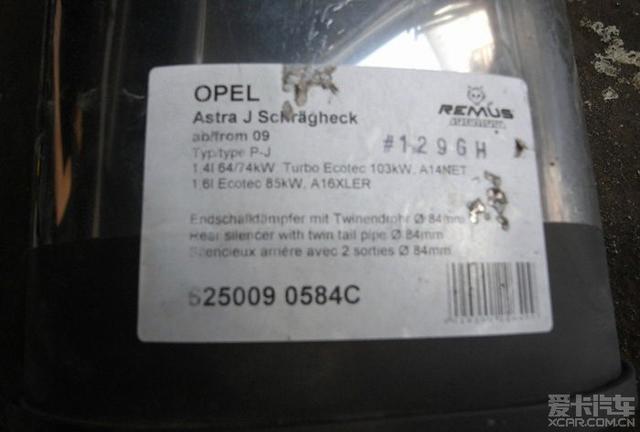 OPEL
Astra J Schrägheck
ab/from 09
Typ/type P-J
1.4l 64/74kW, Turbo Ecotec 103kW, A14NET
1.6l Ecotec 85kW, A16XLER
REMUS
#129GH
Endschalldämpfer mit Twinendrohr Ø 84mm
Rear silencer with twin tail pipe Ø 84mm
Silencieux arrière avec 2 sorties Ø 84mm
625009 0584C
爱卡汽车
XCAR.COM.CN